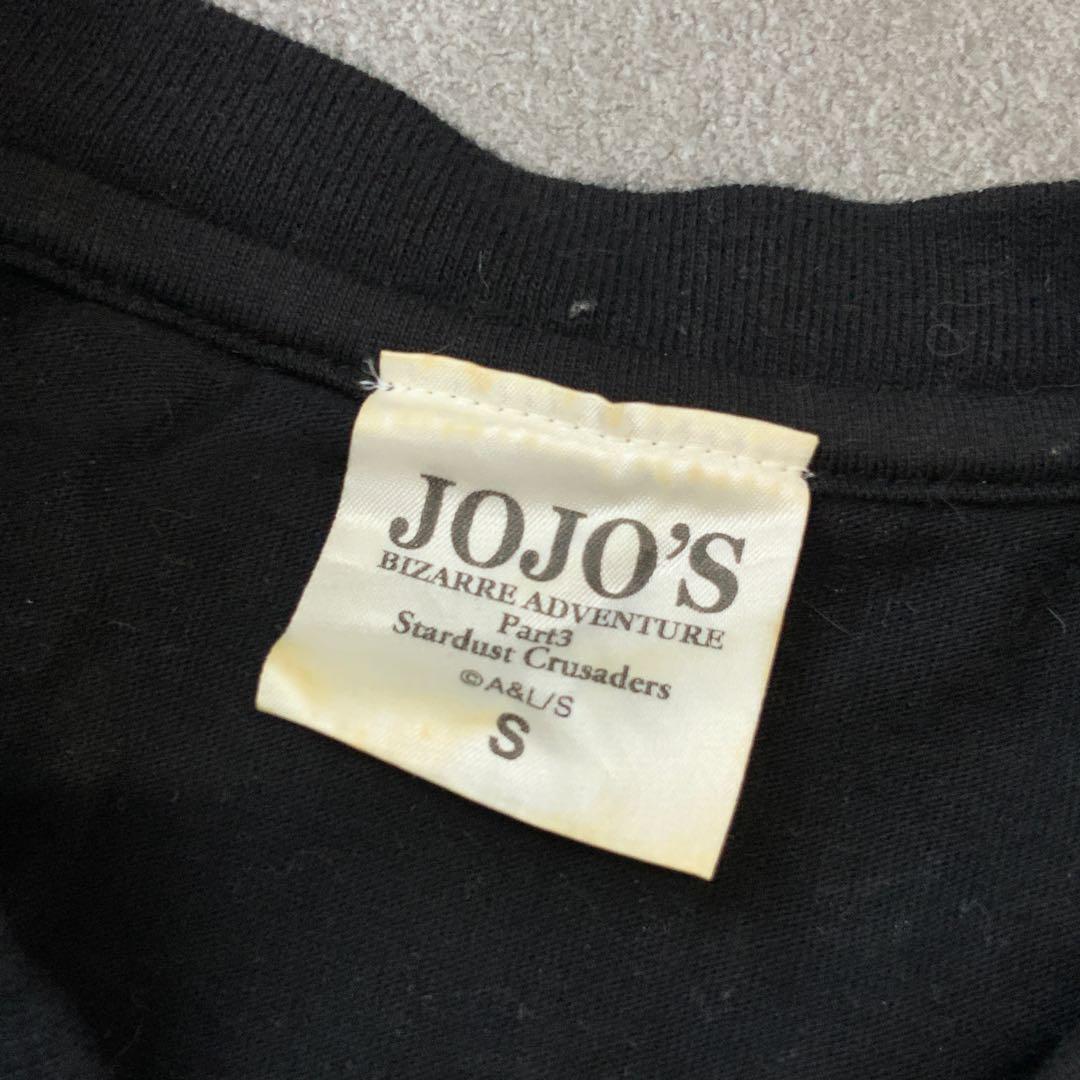 JOJO'S
BIZARRE ADVENTURE
Part3
Stardust Crusaders
©A&L/S
S